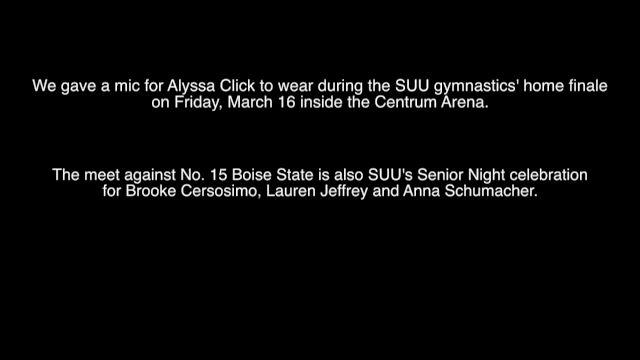 We gave a mic for Alyssa Click to wear during the SUU gymnastics' home finale
on Friday, March 16 inside the Centrum Arena.
The meet against No. 15 Boise State is also SUU's Senior Night celebration
for Brooke Cersosimo, Lauren Jeffrey and Anna Schumacher.